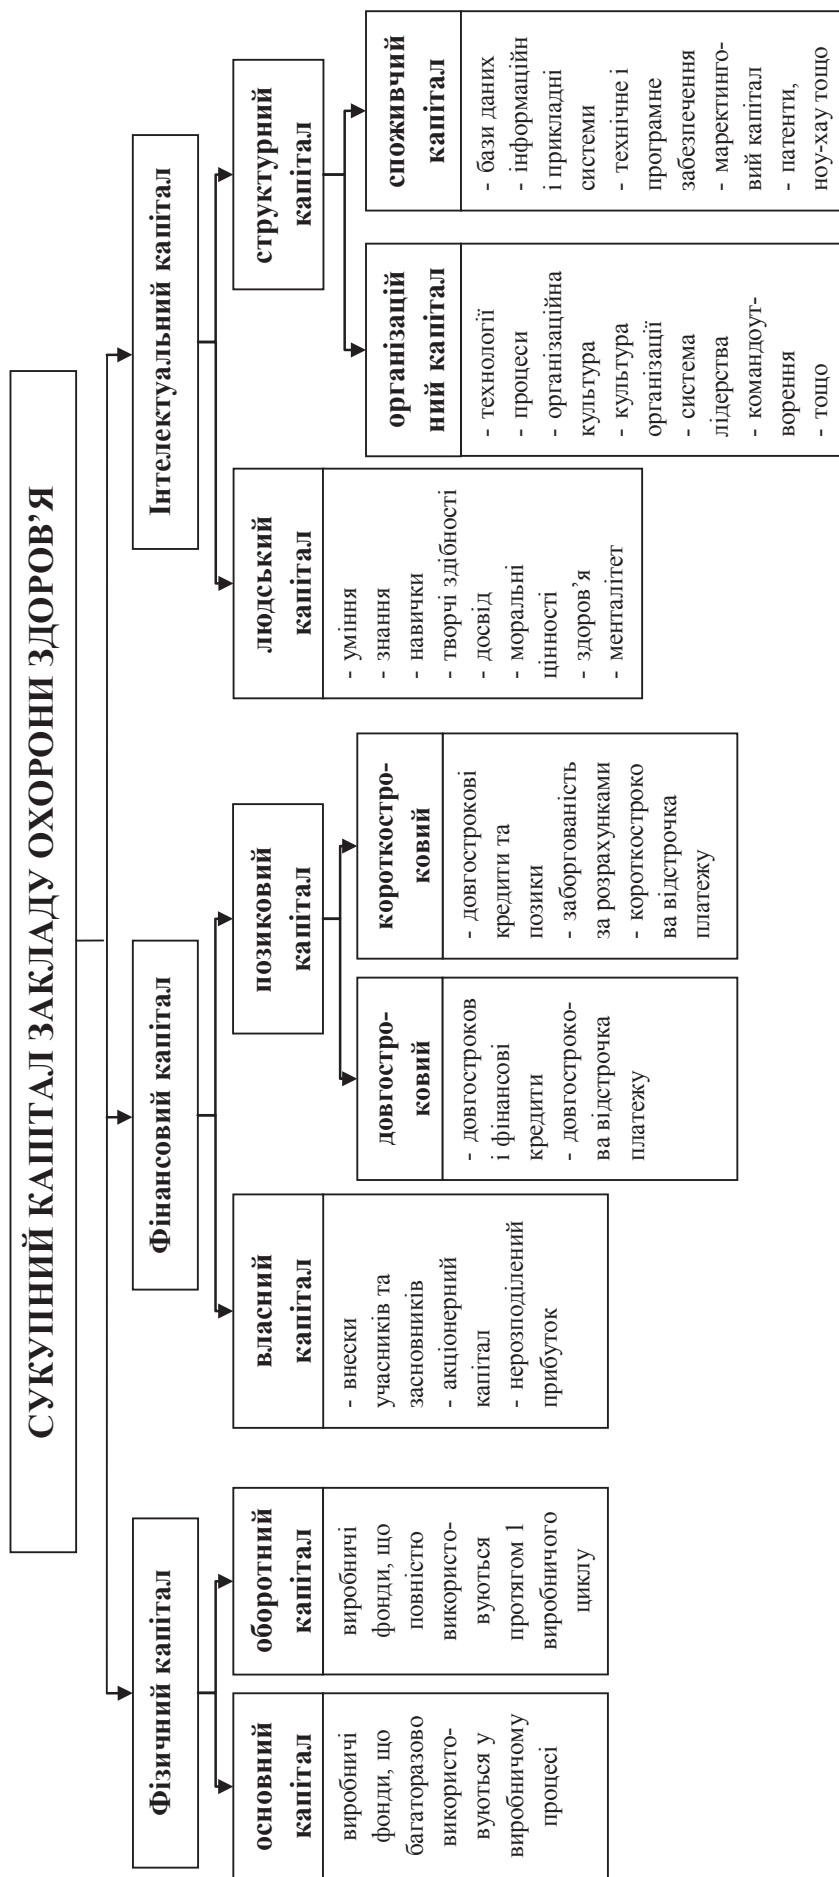 СУКУПНИЙ КАПІТАЛ ЗАКЛАДУ ОХОРОНИ ЗДОРОВ’Я
Фізичний капітал
основний
капітал
виробничі
фонди, що
багаторазово
використо-
вуються у
виробничому
процесі
оборотний
капітал
виробничі
фонди, що
повністю
використо-
вуються
протягом 1
виробничого
циклу
Фінансовий капітал
власний
капітал
- внески
учасників та
засновників
- акціонерний
капітал
- нерозподілений
прибуток
позиковий
капітал
довгостро-
ковий
- довгостроков
і фінансові
кредити
- довгостроко-
ва відстрочка
платежу
короткостро-
ковий
- довгострокові
кредити та
позики
- заборгованість
за розрахунками
- короткостроко
ва відстрочка
платежу
Інтелектуальний капітал
людський
капітал
- уміння
- знання
- навички
- творчі здібності
- досвід
- моральні
цінності
- здоров’я
- менталітет
структурний
капітал
організацій
ний капітал
- технології
- процеси
- організаційна
культура
- культура
організації
- система
лідерства
- командоут-
ворення
- тощо
споживчий
капітал
- бази даних
- інформаційн
і прикладні
системи
- технічне і
програмне
забезпечення
- маректинго-
вий капітал
- патенти,
ноу-хау тощо